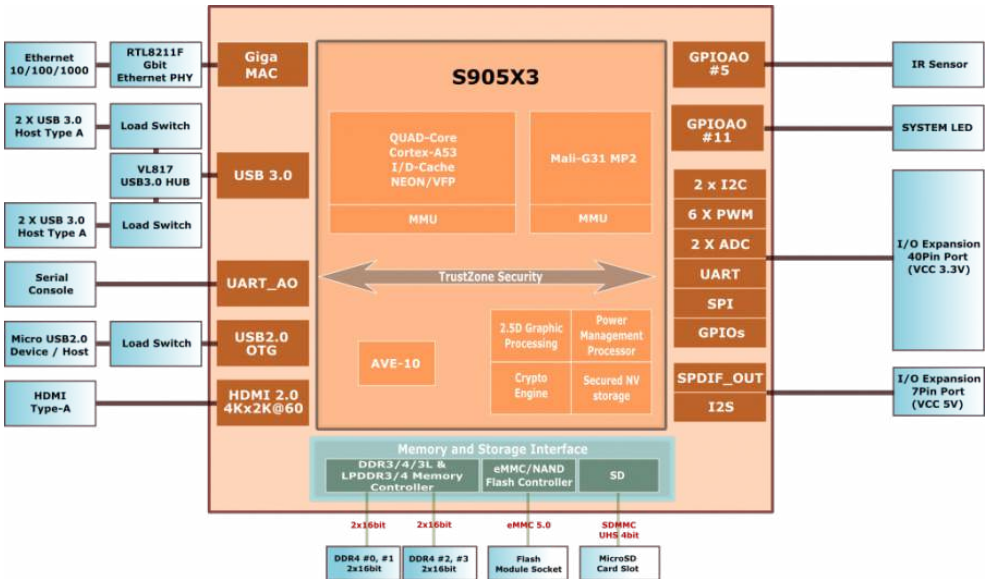 Ethernet
10/100/1000
RTL8211F
Gbit
Ethernet PHY
Giga
MAC
2 X USB 3.0
Host Type A
Load Switch
VL817
USB3.0 HUB
USB 3.0
2 X USB 3.0
Host Type A
Load Switch
Serial
Console
UART_AO
Micro USB2.0
Device / Host
Load Switch
USB2.0
OTG
HDMI
Type-A
HDMI 2.0
4Kx2K@60
S905X3
QUAD-Core
Cortex-A53
I/D-Cache
NEON/VFP
MMU
Mali-G31 MP2
MMU
TrustZone Security
AVE-10
2.5D Graphic
Processing
Power
Management
Processor
Crypto
Engine
Secured NV
storage
GPIOAO
#5
IR Sensor
GPIOAO
#11
SYSTEM LED
2 x I2C
6 X PWM
2 X ADC
UART
SPI
GPIOs
I/O Expansion
40Pin Port
(VCC 3.3V)
SPDIF_OUT
I2S
I/O Expansion
7Pin Port
(VCC 5V)
Memory and Storage Interface
DDR3/4/3L &
LPDDR3/4 Memory
Controller
eMMC/NAND
Flash Controller
SD
2x16bit
2x16bit
eMMC 5.0
SDMMC
UHS 4bit
DDR4 #0, #1
2x16bit
DDR4 #2, #3
2x16bit
Flash
Module Socket
MicroSD
Card Slot